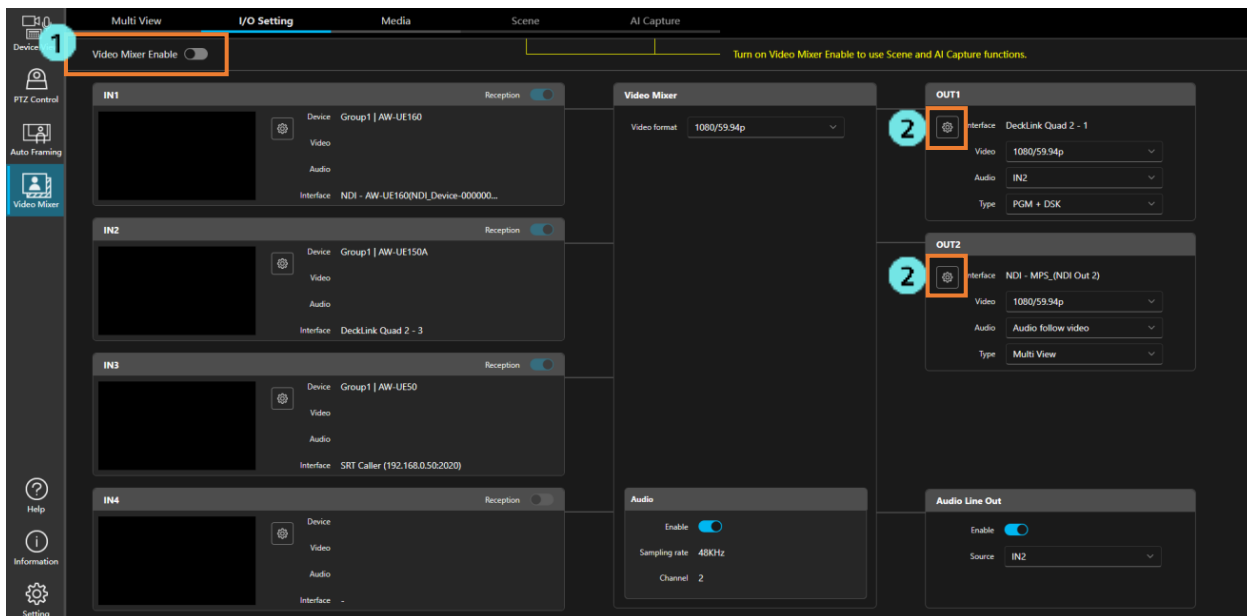 Multi View I/O Setting Media Scene AI Capture
Device
1
Video Mixer Enable
Turn on Video Mixer Enable to use Scene and AI Capture functions.
PTZ Control
Auto Framing
Video Mixer
Help
Information
Setting
IN1 Reception
Device Group1 | AW-UE160
Video
Audio
Interface NDI - AW-UE160(NDI_Device-000000...
IN2 Reception
Device Group1 | AW-UE150A
Video
Audio
Interface DeckLink Quad 2 - 3
IN3 Reception
Device Group1 | AW-UE50
Video
Audio
Interface SRT Caller (192.168.0.50:2020)
IN4 Reception
Device
Video
Audio
Interface -
Video Mixer
Video format 1080/59.94p
Audio
Enable
Sampling rate 48KHz
Channel 2
OUT1
2
nterface DeckLink Quad 2 - 1
Video 1080/59.94p
Audio IN2
Type PGM + DSK
OUT2
2
nterface NDI - MPS_(NDI Out 2)
Video 1080/59.94p
Audio Audio follow video
Type Multi View
Audio Line Out
Enable
Source IN2